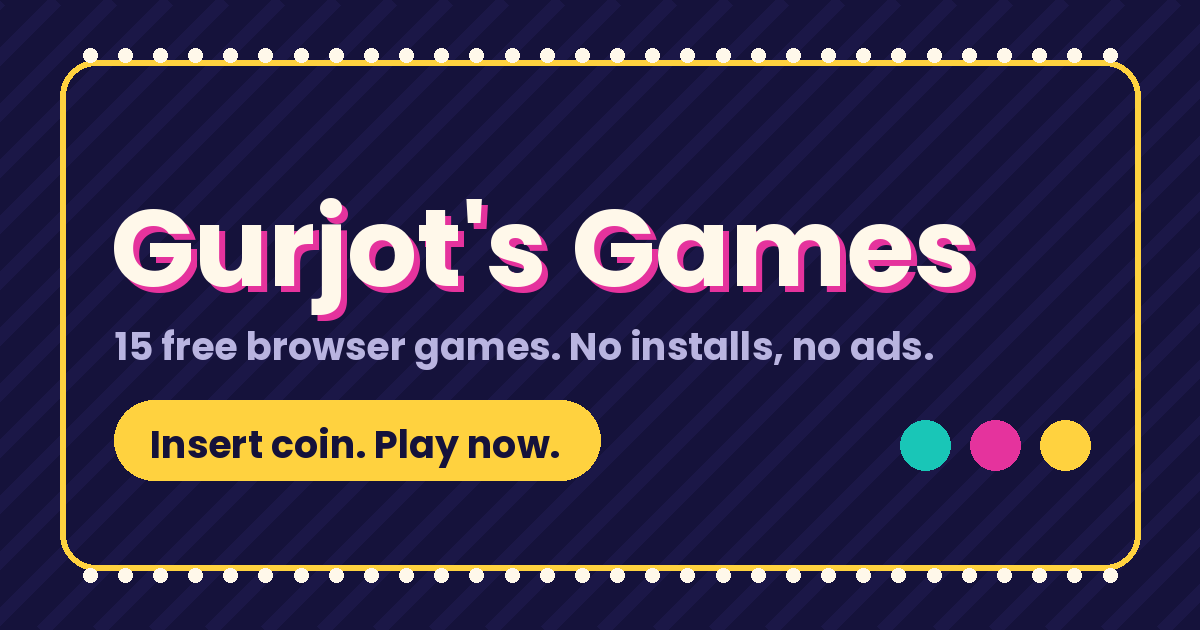 Gurjot's Games
15 free browser games. No installs, no ads.
Insert coin. Play now.